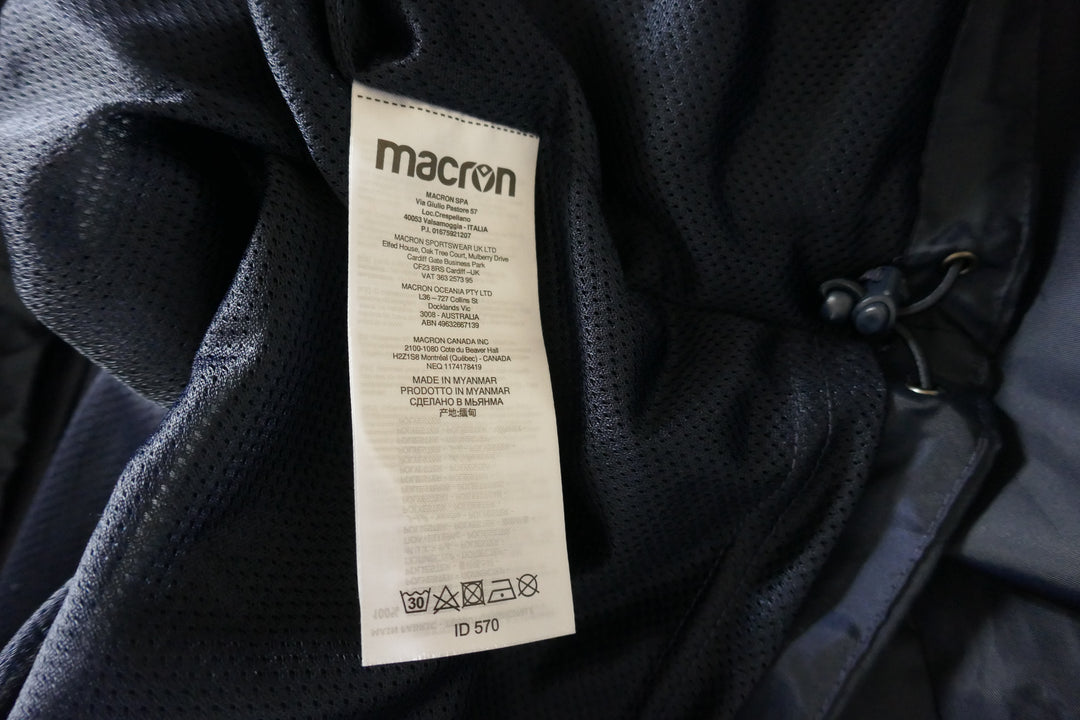 macron
MACRON SPA
Via Giulio Pastore 57
Loc.Crespellano
40053 Valsamoggia - ITALIA
P.I. 01675921207
MACRON SPORTSWEAR UK LTD
Elfed House, Oak Tree Court, Mulberry Drive
Cardiff Gate Business Park
CF23 8RS Cardiff –UK
VAT 363 2573 95
MACRON OCEANIA PTY LTD
L36 – 727 Collins St
Docklands Vic
3008 - AUSTRALIA
ABN 49632667139
MACRON CANADA INC
2100-1080 Cote du Beaver Hall
H2Z1S8 Montréal (Québec) - CANADA
NEQ 1174178419
MADE IN MYANMAR
PRODOTTO IN MYANMAR
СДЕЛАНО В МЬЯНМА
产地:缅甸
30
ID 570